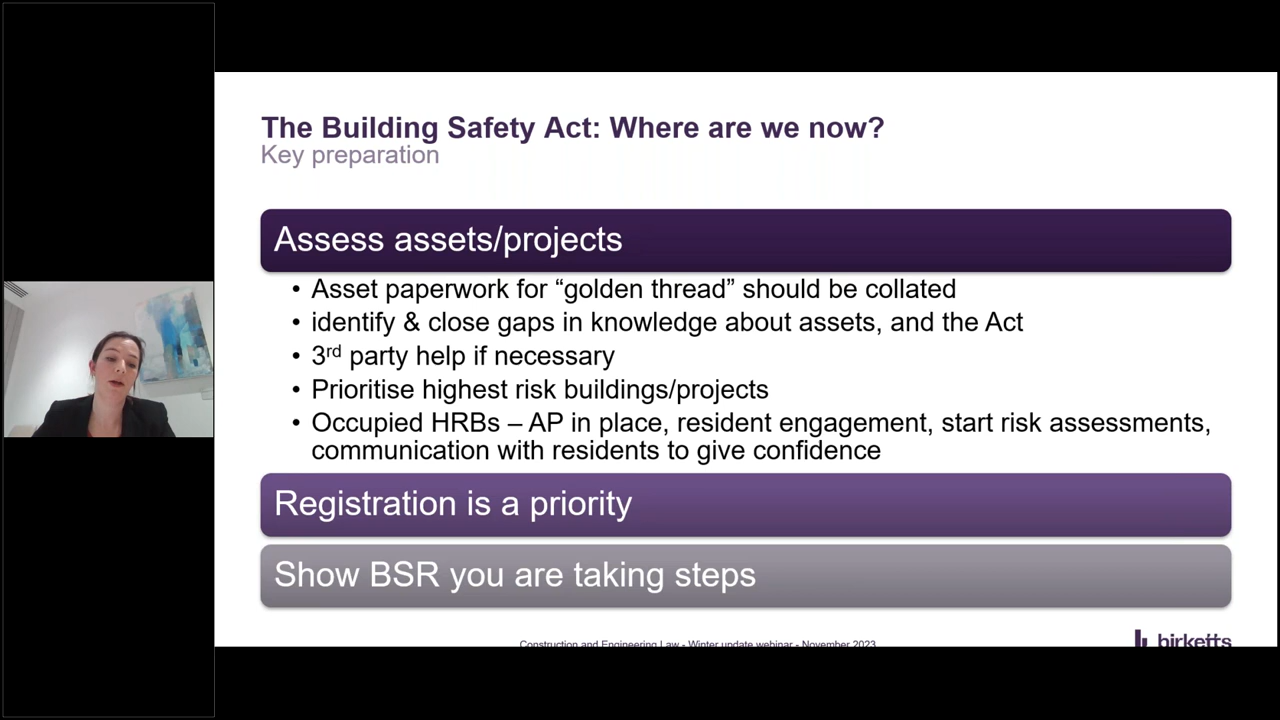 The Building Safety Act: Where are we now?
Key preparation
Assess assets/projects
• Asset paperwork for “golden thread” should be collated
• identify & close gaps in knowledge about assets, and the Act
• 3rd party help if necessary
• Prioritise highest risk buildings/projects
• Occupied HRBs – AP in place, resident engagement, start risk assessments,
communication with residents to give confidence
Registration is a priority
Show BSR you are taking steps
Construction and Engineering Law - Winter update webinar - November 2023
birketts